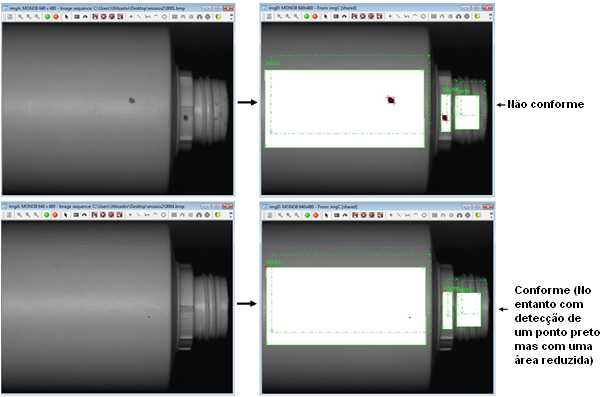 imgA: MONO8 640 x 480 - Image sequence: C:\Users\Utilizador\Desktop\ensaios2\0001.bmp
imgD: MONO8 640x480 - From: imgC [shared]
Não conforme
imgA: MONO8 640 x 480 - Image sequence: C:\Users\Utilizador\Desktop\ensaios2\0004.bmp
imgD: MONO8 640x480 - From: imgC [shared]
Conforme (No
entanto com
detecção de
um ponto preto
mas com uma
área reduzida)